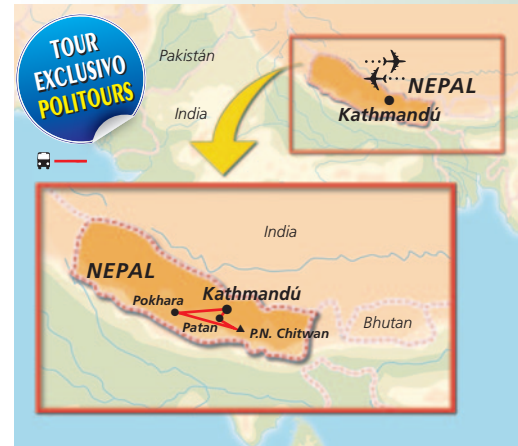 TOUR
EXCLUSIVO
POLITOURS
Pakistán
India
NEPAL
Kathmandú
India
NEPAL
Kathmandú
Pokhara
Patan
P.N. Chitwan
Bhutan